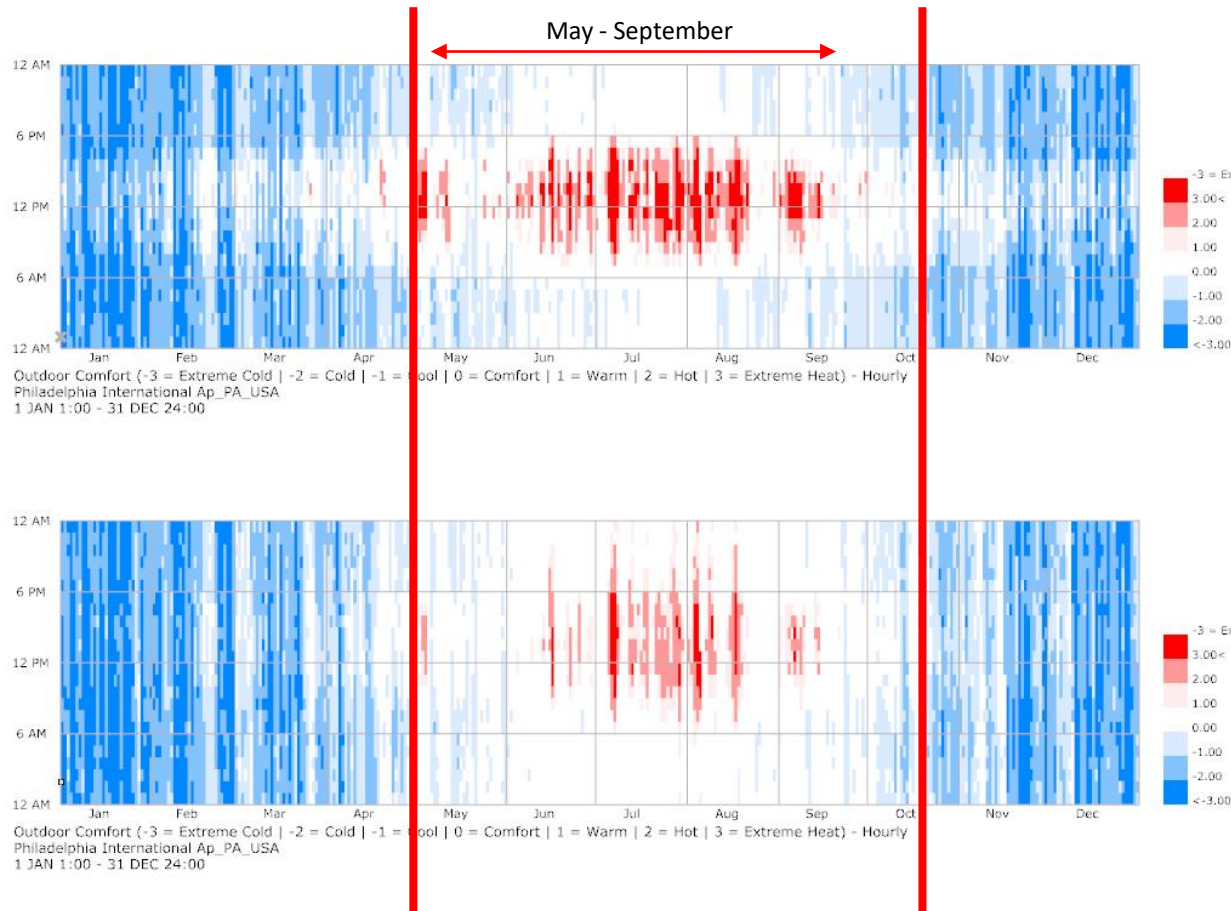 May - September
12 AM
6 PM
12 PM
6 AM
12 AM
-3 = Ex
3.00<
2.00
1.00
0.00
-1.00
-2.00
<-3.00
Jan Feb Mar Apr May Jun Jul Aug Sep Oct Nov Dec
Outdoor Comfort (-3 = Extreme Cold | -2 = Cold | -1 = ool | 0 = Comfort | 1 = Warm | 2 = Hot | 3 = Extreme Heat) - Hourly
Philadelphia International Ap_PA_USA
1 JAN 1:00 - 31 DEC 24:00
12 AM
6 PM
12 PM
6 AM
12 AM
-3 = Ex
3.00<
2.00
1.00
0.00
-1.00
-2.00
<-3.00
Jan Feb Mar Apr May Jun Jul Aug Sep Oct Nov Dec
Outdoor Comfort (-3 = Extreme Cold | -2 = Cold | -1 = ool | 0 = Comfort | 1 = Warm | 2 = Hot | 3 = Extreme Heat) - Hourly
Philadelphia International Ap_PA_USA
1 JAN 1:00 - 31 DEC 24:00